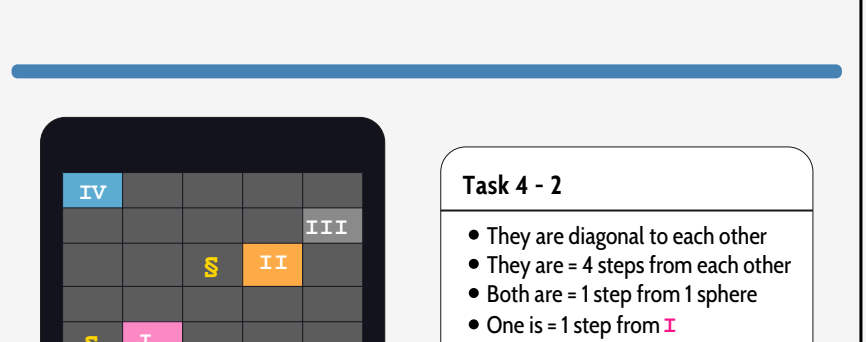 IV
III
§ II
§ I
Task 4 - 2
• They are diagonal to each other
• They are = 4 steps from each other
• Both are = 1 step from 1 sphere
• One is = 1 step from I